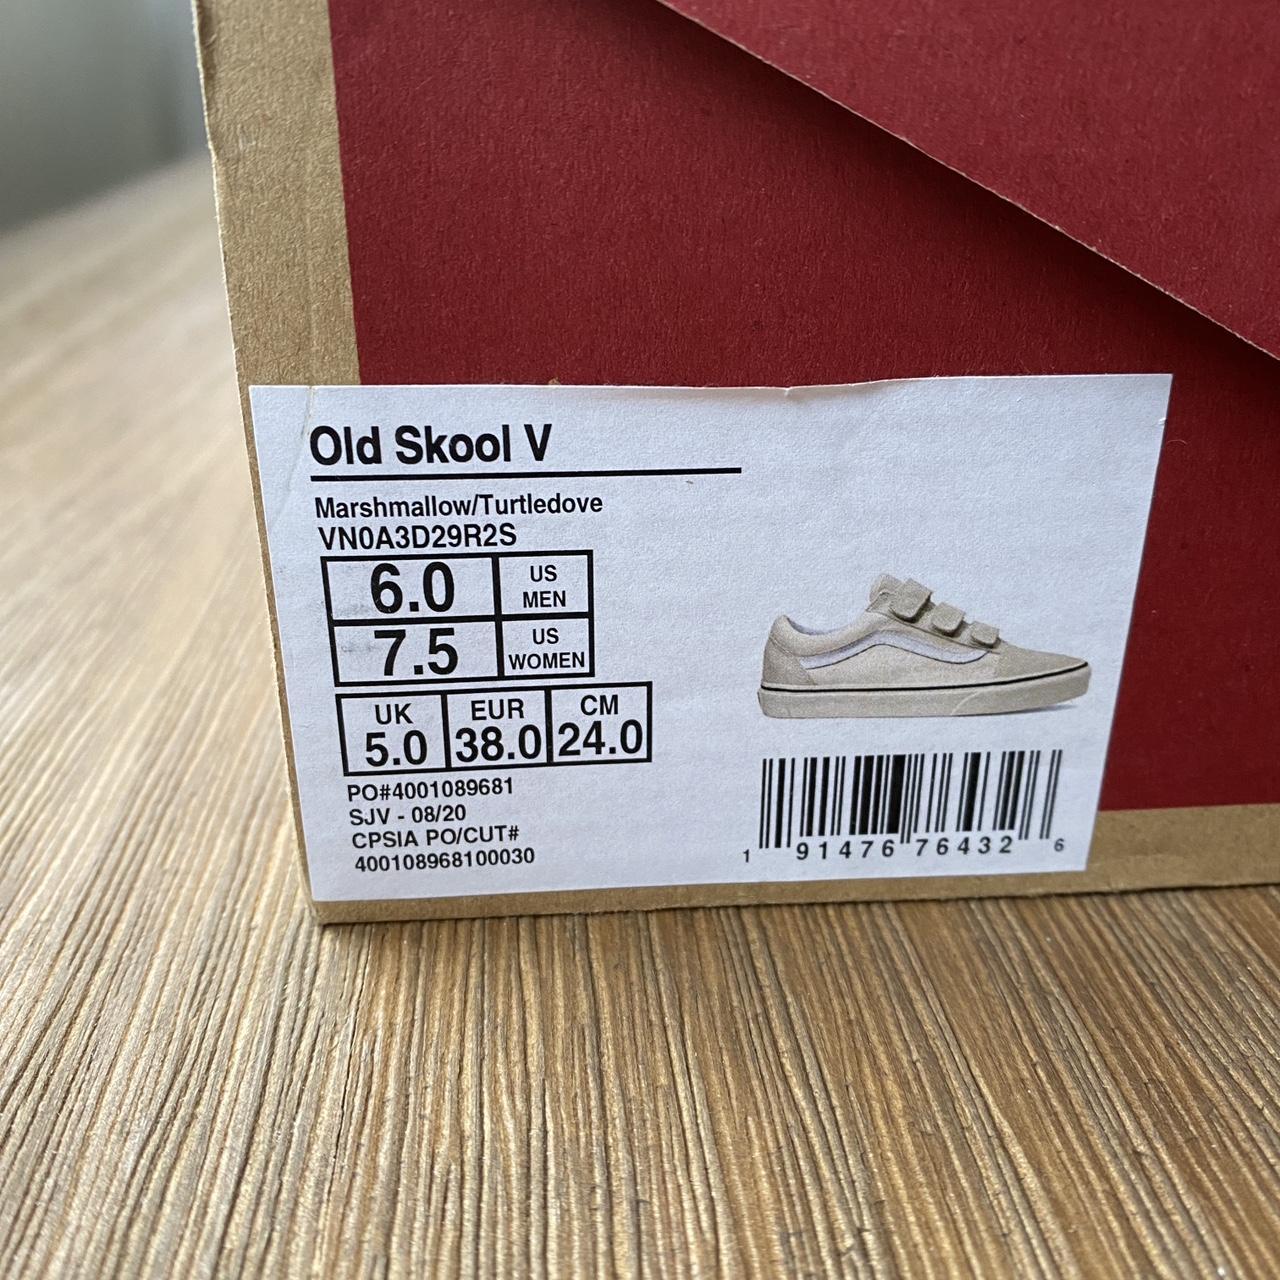 Old Skool V
Marshmallow/Turtledove
VN0A3D29R2S
6.0 US MEN
7.5 US WOMEN
UK EUR CM
5.0 38.0 24.0
PO#4001089681
SJV - 08/20
CPSIA PO/CUT#
400108968100030
1 91476 76432 6